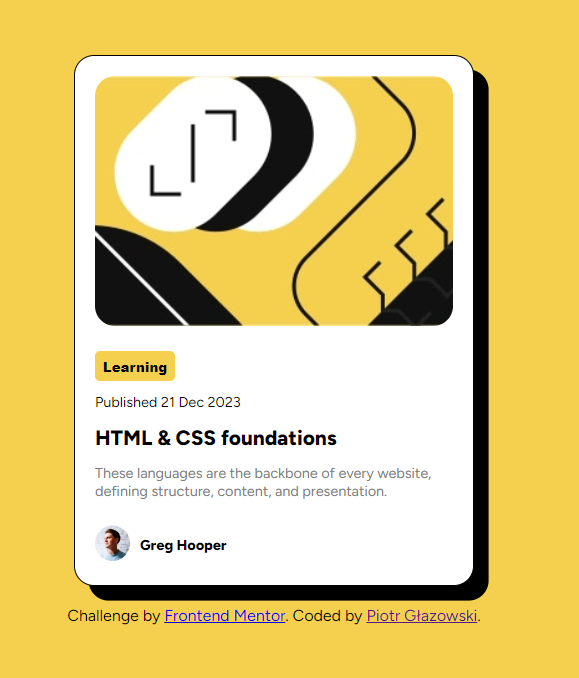 Learning
Published 21 Dec 2023
HTML & CSS foundations
These languages are the backbone of every website,
defining structure, content, and presentation.
Greg Hooper
Challenge by Frontend Mentor. Coded by Piotr Głazowski.